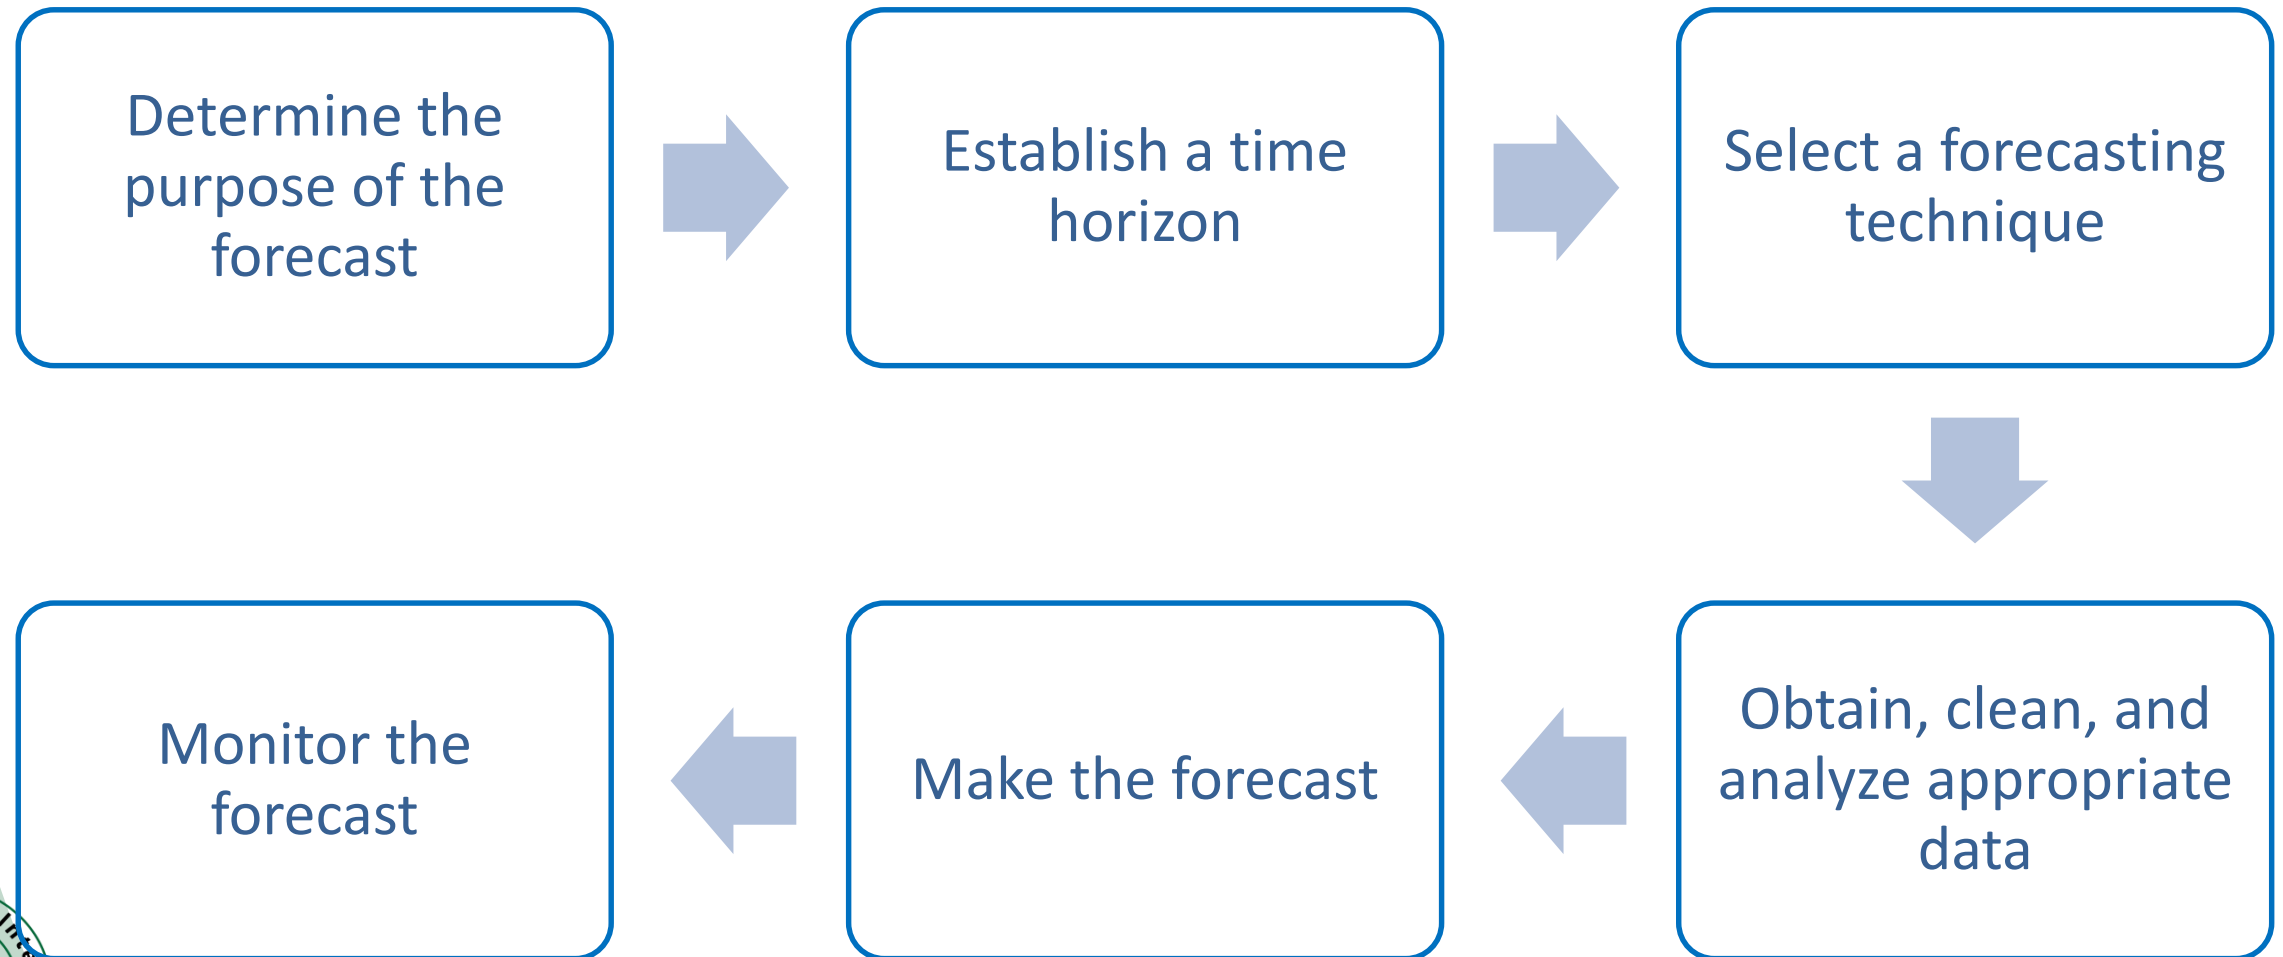 Determine the
purpose of the
forecast
Establish a time
horizon
Select a forecasting
technique
Obtain, clean, and
analyze appropriate
data
Make the forecast
Monitor the
forecast